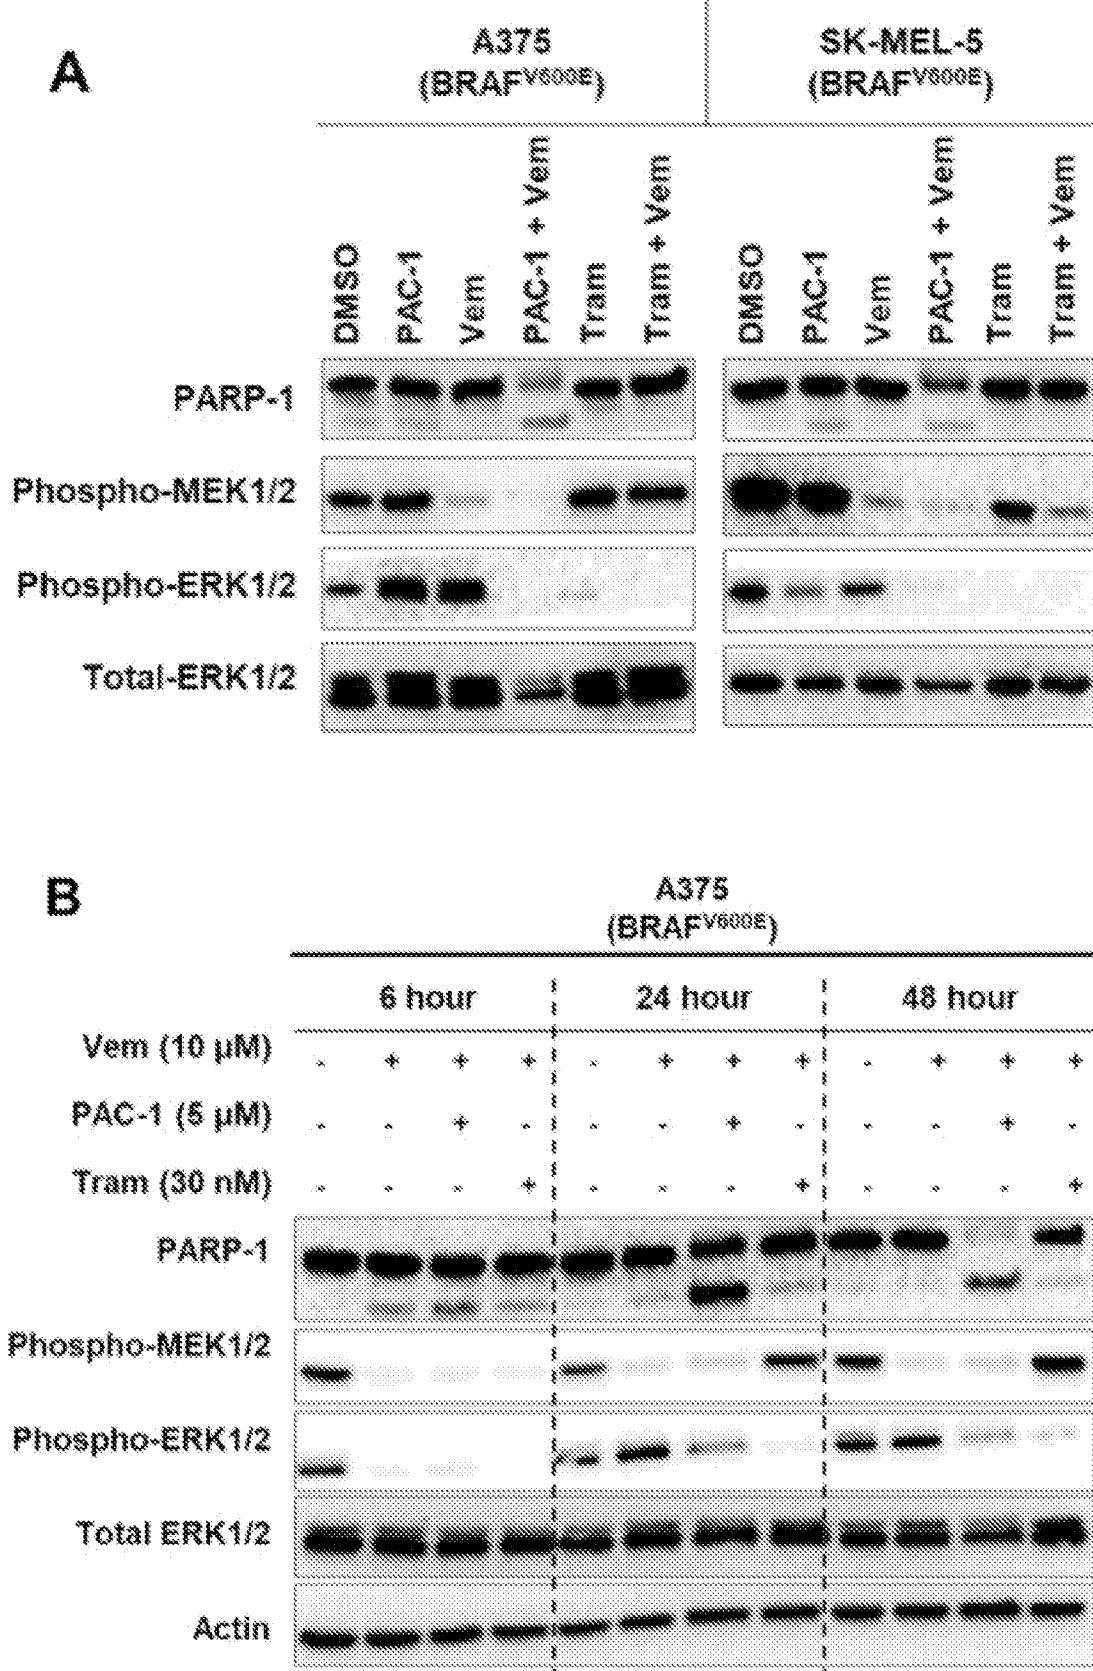 A
A375
(BRAFV600E)
SK-MEL-5
(BRAFV600E)
DMSO
PAC-1
Vem
PAC-1 + Vem
Tram
Tram + Vem
DMSO
PAC-1
Vem
PAC-1 + Vem
Tram
Tram + Vem
PARP-1
Phospho-MEK1/2
Phospho-ERK1/2
Total-ERK1/2
B
A375
(BRAFV600E)
6 hour 24 hour 48 hour
Vem (10 µM) - + + + - + + + - + + +
PAC-1 (5 µM) - - + - - - + - - - + -
Tram (30 nM) - - - + - - - + - - - +
PARP-1
Phospho-MEK1/2
Phospho-ERK1/2
Total ERK1/2
Actin